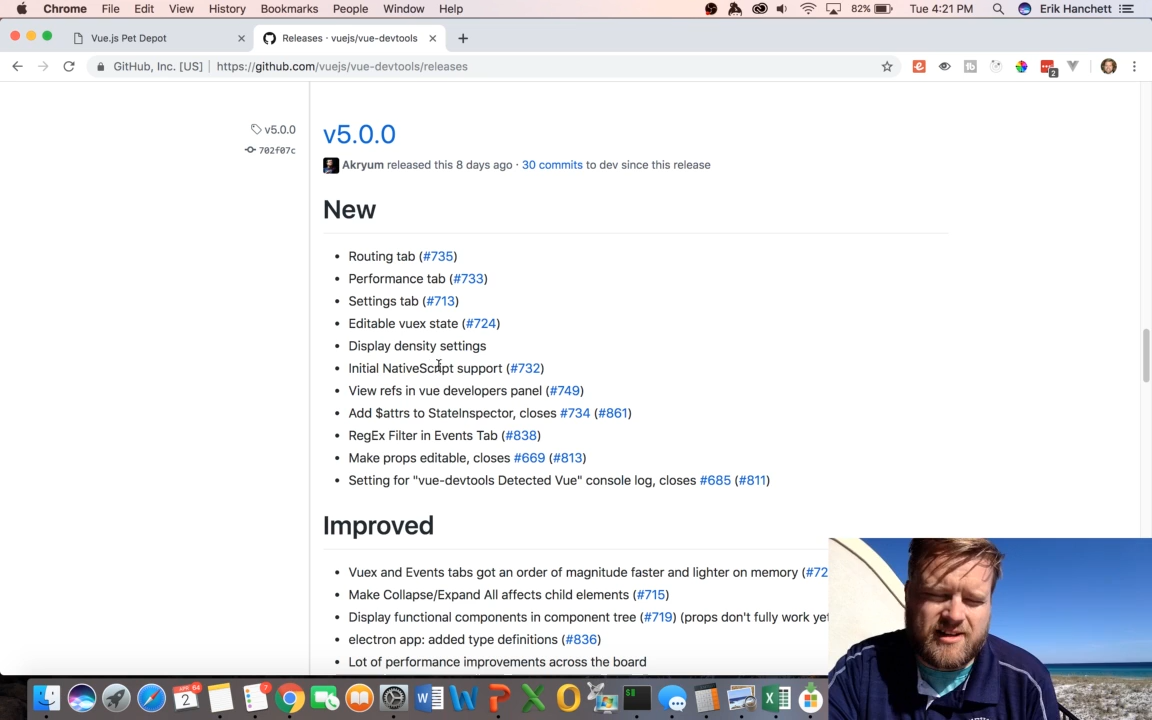 Chrome File Edit View History Bookmarks People Window Help 82% Tue 4:21 PM Erik Hanchett
Vue.js Pet Depot Releases · vuejs/vue-devtools
GitHub, Inc. [US] https://github.com/vuejs/vue-devtools/releases 2
v5.0.0
702f07c
v5.0.0
Akryum released this 8 days ago · 30 commits to dev since this release
New
• Routing tab (#735)
• Performance tab (#733)
• Settings tab (#713)
• Editable vuex state (#724)
• Display density settings
• Initial NativeScript support (#732)
• View refs in vue developers panel (#749)
• Add $attrs to StateInspector, closes #734 (#861)
• RegEx Filter in Events Tab (#838)
• Make props editable, closes #669 (#813)
• Setting for "vue-devtools Detected Vue" console log, closes #685 (#811)
Improved
• Vuex and Events tabs got an order of magnitude faster and lighter on memory (#72
• Make Collapse/Expand All affects child elements (#715)
• Display functional components in component tree (#719) (props don't fully work yet
• electron app: added type definitions (#836)
• Lot of performance improvements across the board